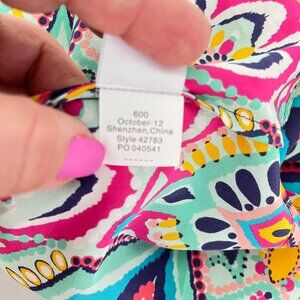 600
October-12
Shenzhen,China
Style 42783
PO 040541